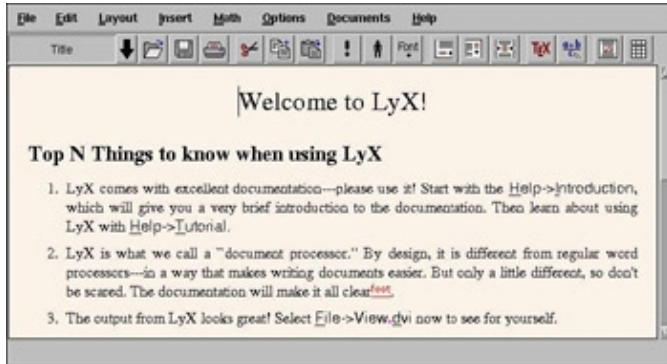 File Edit Layout Insert Math Options Documents Help
Title Font TEX
Welcome to LyX!
Top N Things to know when using LyX
1. LyX comes with excellent documentation---please use it! Start with the Help->Introduction,
which will give you a very brief introduction to the documentation. Then learn about using
LyX with Help->Tutorial.
2. LyX is what we call a "document processor." By design, it is different from regular word
processors---in a way that makes writing documents easier. But only a little different, so don't
be scared. The documentation will make it all clear foot.
3. The output from LyX looks great! Select File->View.dvi now to see for yourself.